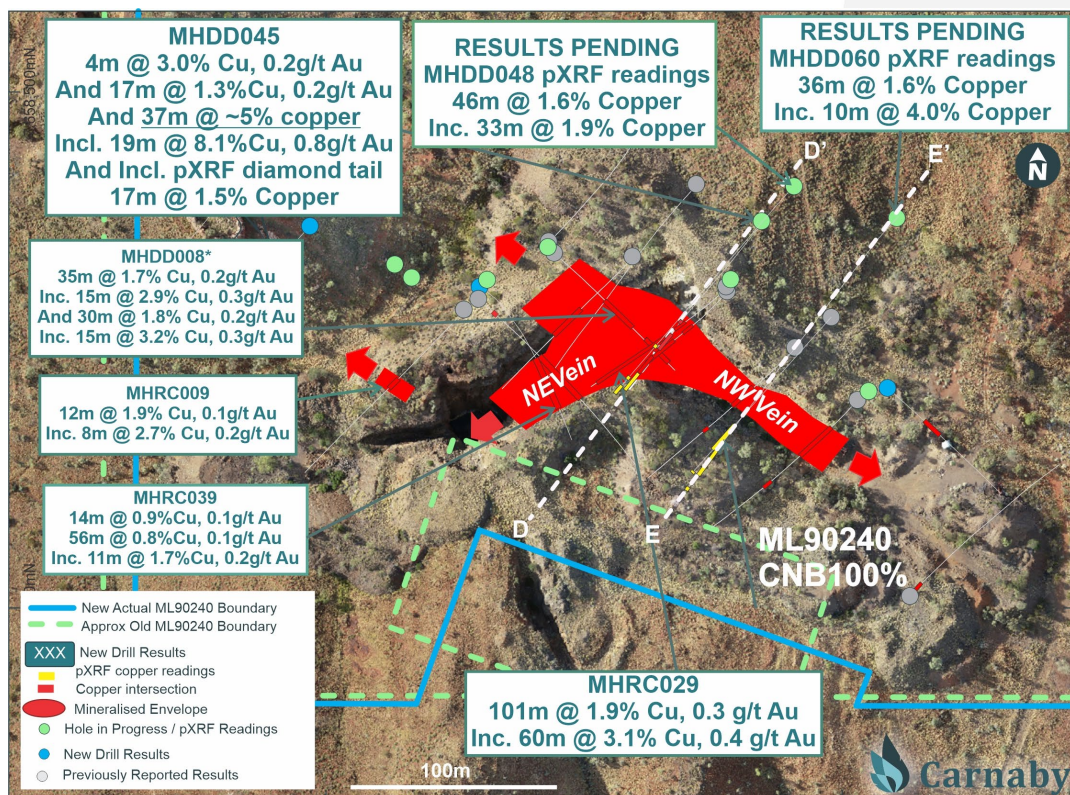 MHDD045
4m @ 3.0% Cu, 0.2g/t Au
And 17m @ 1.3%Cu, 0.2g/t Au
And 37m @ ~5% copper
Incl. 19m @ 8.1%Cu, 0.8g/t Au
And Incl. pXRF diamond tail
17m @ 1.5% Copper
RESULTS PENDING
MHDD048 pXRF readings
46m @ 1.6% Copper
Inc. 33m @ 1.9% Copper
RESULTS PENDING
MHDD060 pXRF readings
36m @ 1.6% Copper
Inc. 10m @ 4.0% Copper
D'
E'
N
MHDD008*
35m @ 1.7% Cu, 0.2g/t Au
Inc. 15m @ 2.9% Cu, 0.3g/t Au
And 30m @ 1.8% Cu, 0.2g/t Au
Inc. 15m @ 3.2% Cu, 0.3g/t Au
MHRC009
12m @ 1.9% Cu, 0.1g/t Au
Inc. 8m @ 2.7% Cu, 0.2g/t Au
NEVein
NW Vein
MHRC039
14m @ 0.9%Cu, 0.1g/t Au
56m @ 0.8%Cu, 0.1g/t Au
Inc. 11m @ 1.7%Cu, 0.2g/t Au
D
E
ML90240
CNB100%
New Actual ML90240 Boundary
Approx Old ML90240 Boundary
XXX New Drill Results
pXRF copper readings
Copper intersection
Mineralised Envelope
Hole in Progress / pXRF Readings
New Drill Results
Previously Reported Results
MHRC029
101m @ 1.9% Cu, 0.3 g/t Au
Inc. 60m @ 3.1% Cu, 0.4 g/t Au
100m
Carnaby